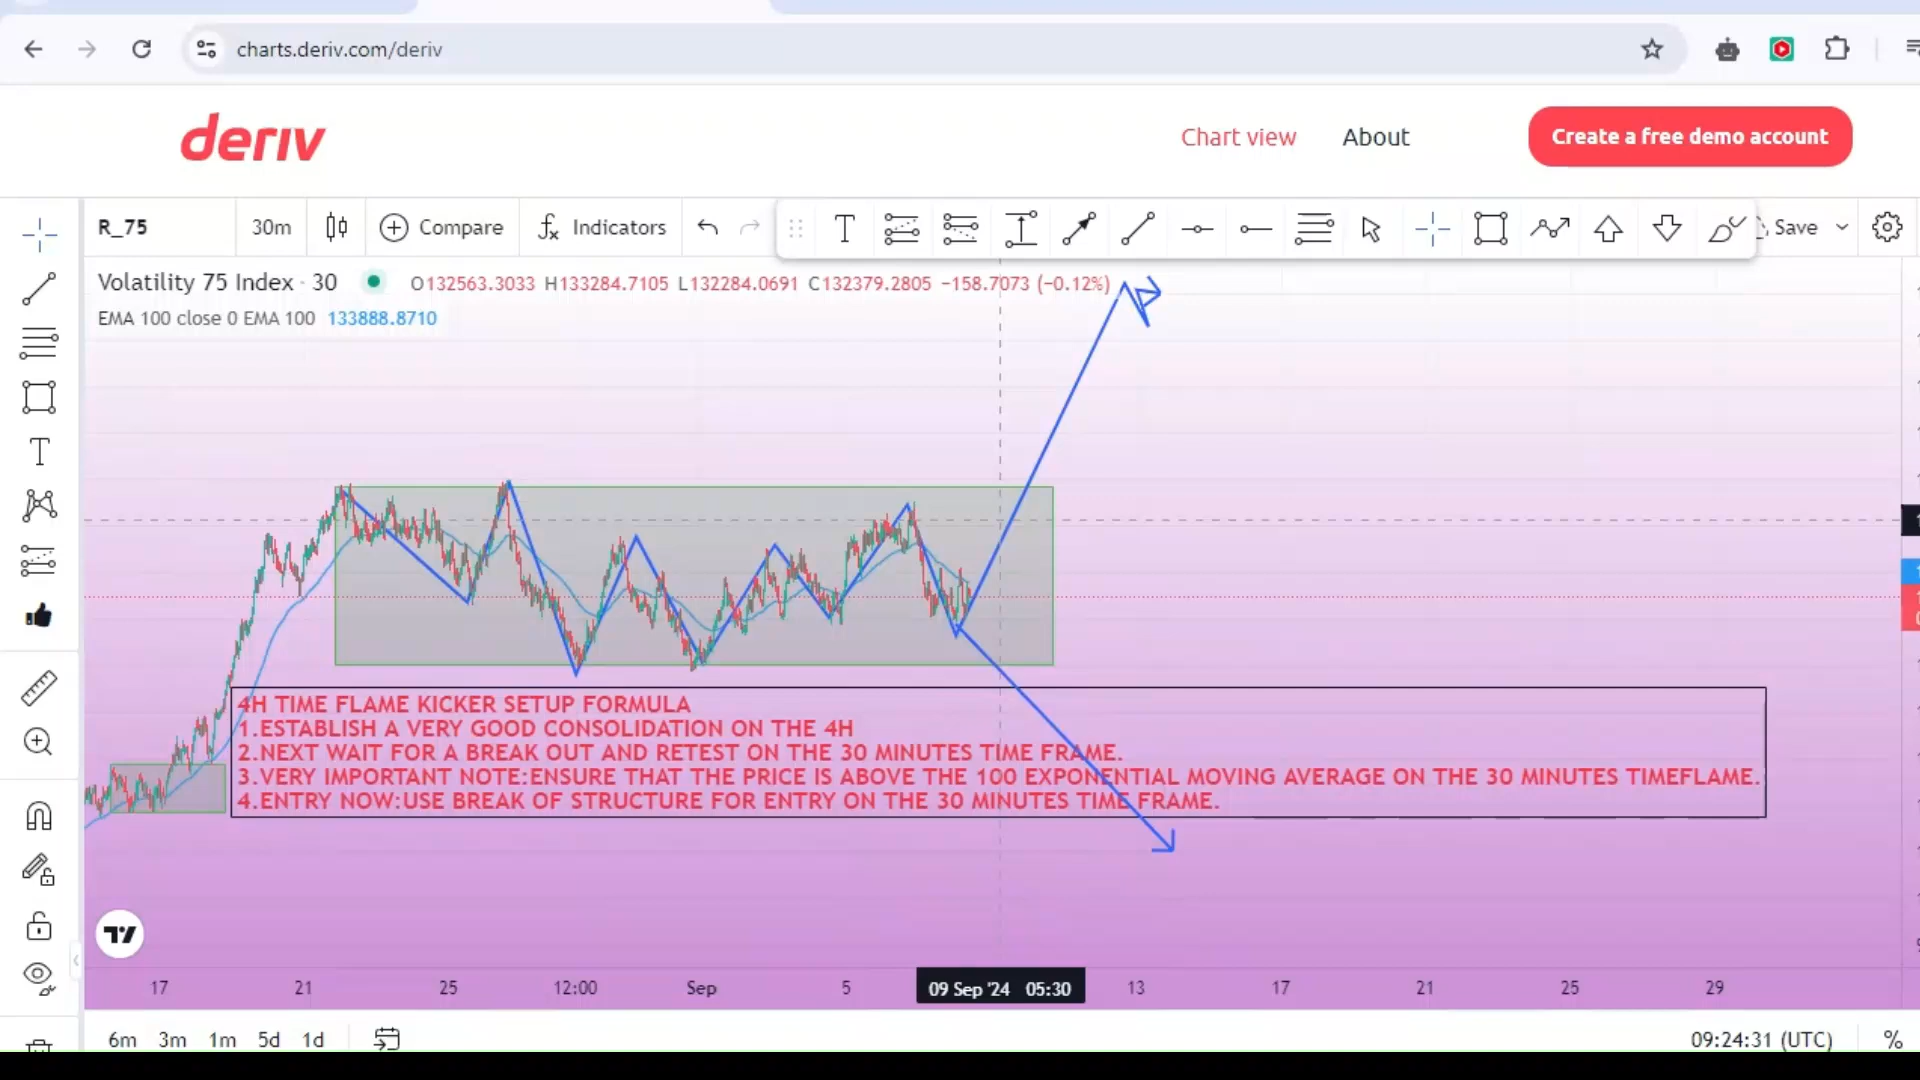 charts.deriv.com/deriv
deriv
Chart view
About
Create a free demo account
R_75
30m
Compare
Indicators
T
Save
Volatility 75 Index · 30
O132563.3033 H133284.7105 L132284.0691 C132379.2805 −158.7073 (−0.12%)
EMA 100 close 0 EMA 100 133888.8710
4H TIME FLAME KICKER SETUP FORMULA
1.ESTABLISH A VERY GOOD CONSOLIDATION ON THE 4H
2.NEXT WAIT FOR A BREAK OUT AND RETEST ON THE 30 MINUTES TIME FRAME.
3.VERY IMPORTANT NOTE:ENSURE THAT THE PRICE IS ABOVE THE 100 EXPONENTIAL MOVING AVERAGE ON THE 30 MINUTES TIMEFLAME.
4.ENTRY NOW:USE BREAK OF STRUCTURE FOR ENTRY ON THE 30 MINUTES TIME FRAME.
17 21 25 12:00 Sep 5 09 Sep '24 05:30 13 17 21 25 29
6m 3m 1m 5d 1d
09:24:31 (UTC) %